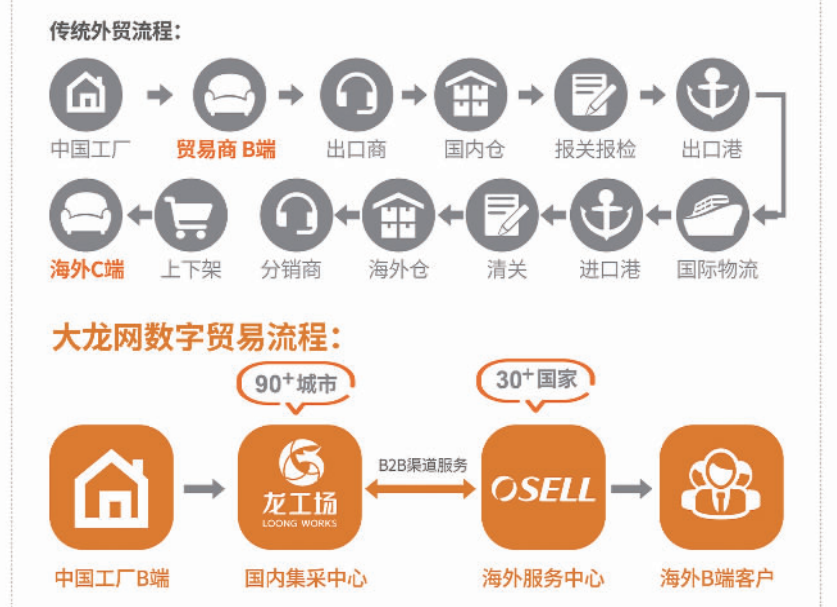 传统外贸流程：
中国工厂 贸易商 B端 出口商 国内仓 报关报检 出口港
海外C端 上下架 分销商 海外仓 清关 进口港 国际物流
大龙网数字贸易流程：
90+城市 30+国家
B2B渠道服务
龙工场 OSELL
LOONG WORKS
中国工厂B端 国内集采中心 海外服务中心 海外B端客户